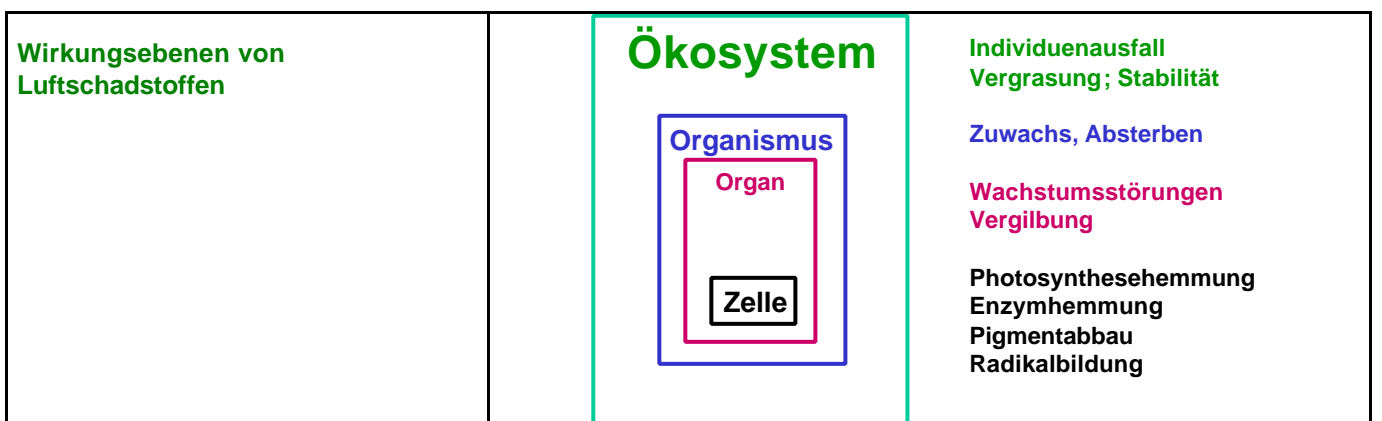 Wirkungsebenen von
Luftschadstoffen
Ökosystem
Organismus
Organ
Zelle
Individuenausfall
Vergrasung; Stabilität
Zuwachs, Absterben
Wachstumsstörungen
Vergilbung
Photosynthesehemmung
Enzymhemmung
Pigmentabbau
Radikalbildung